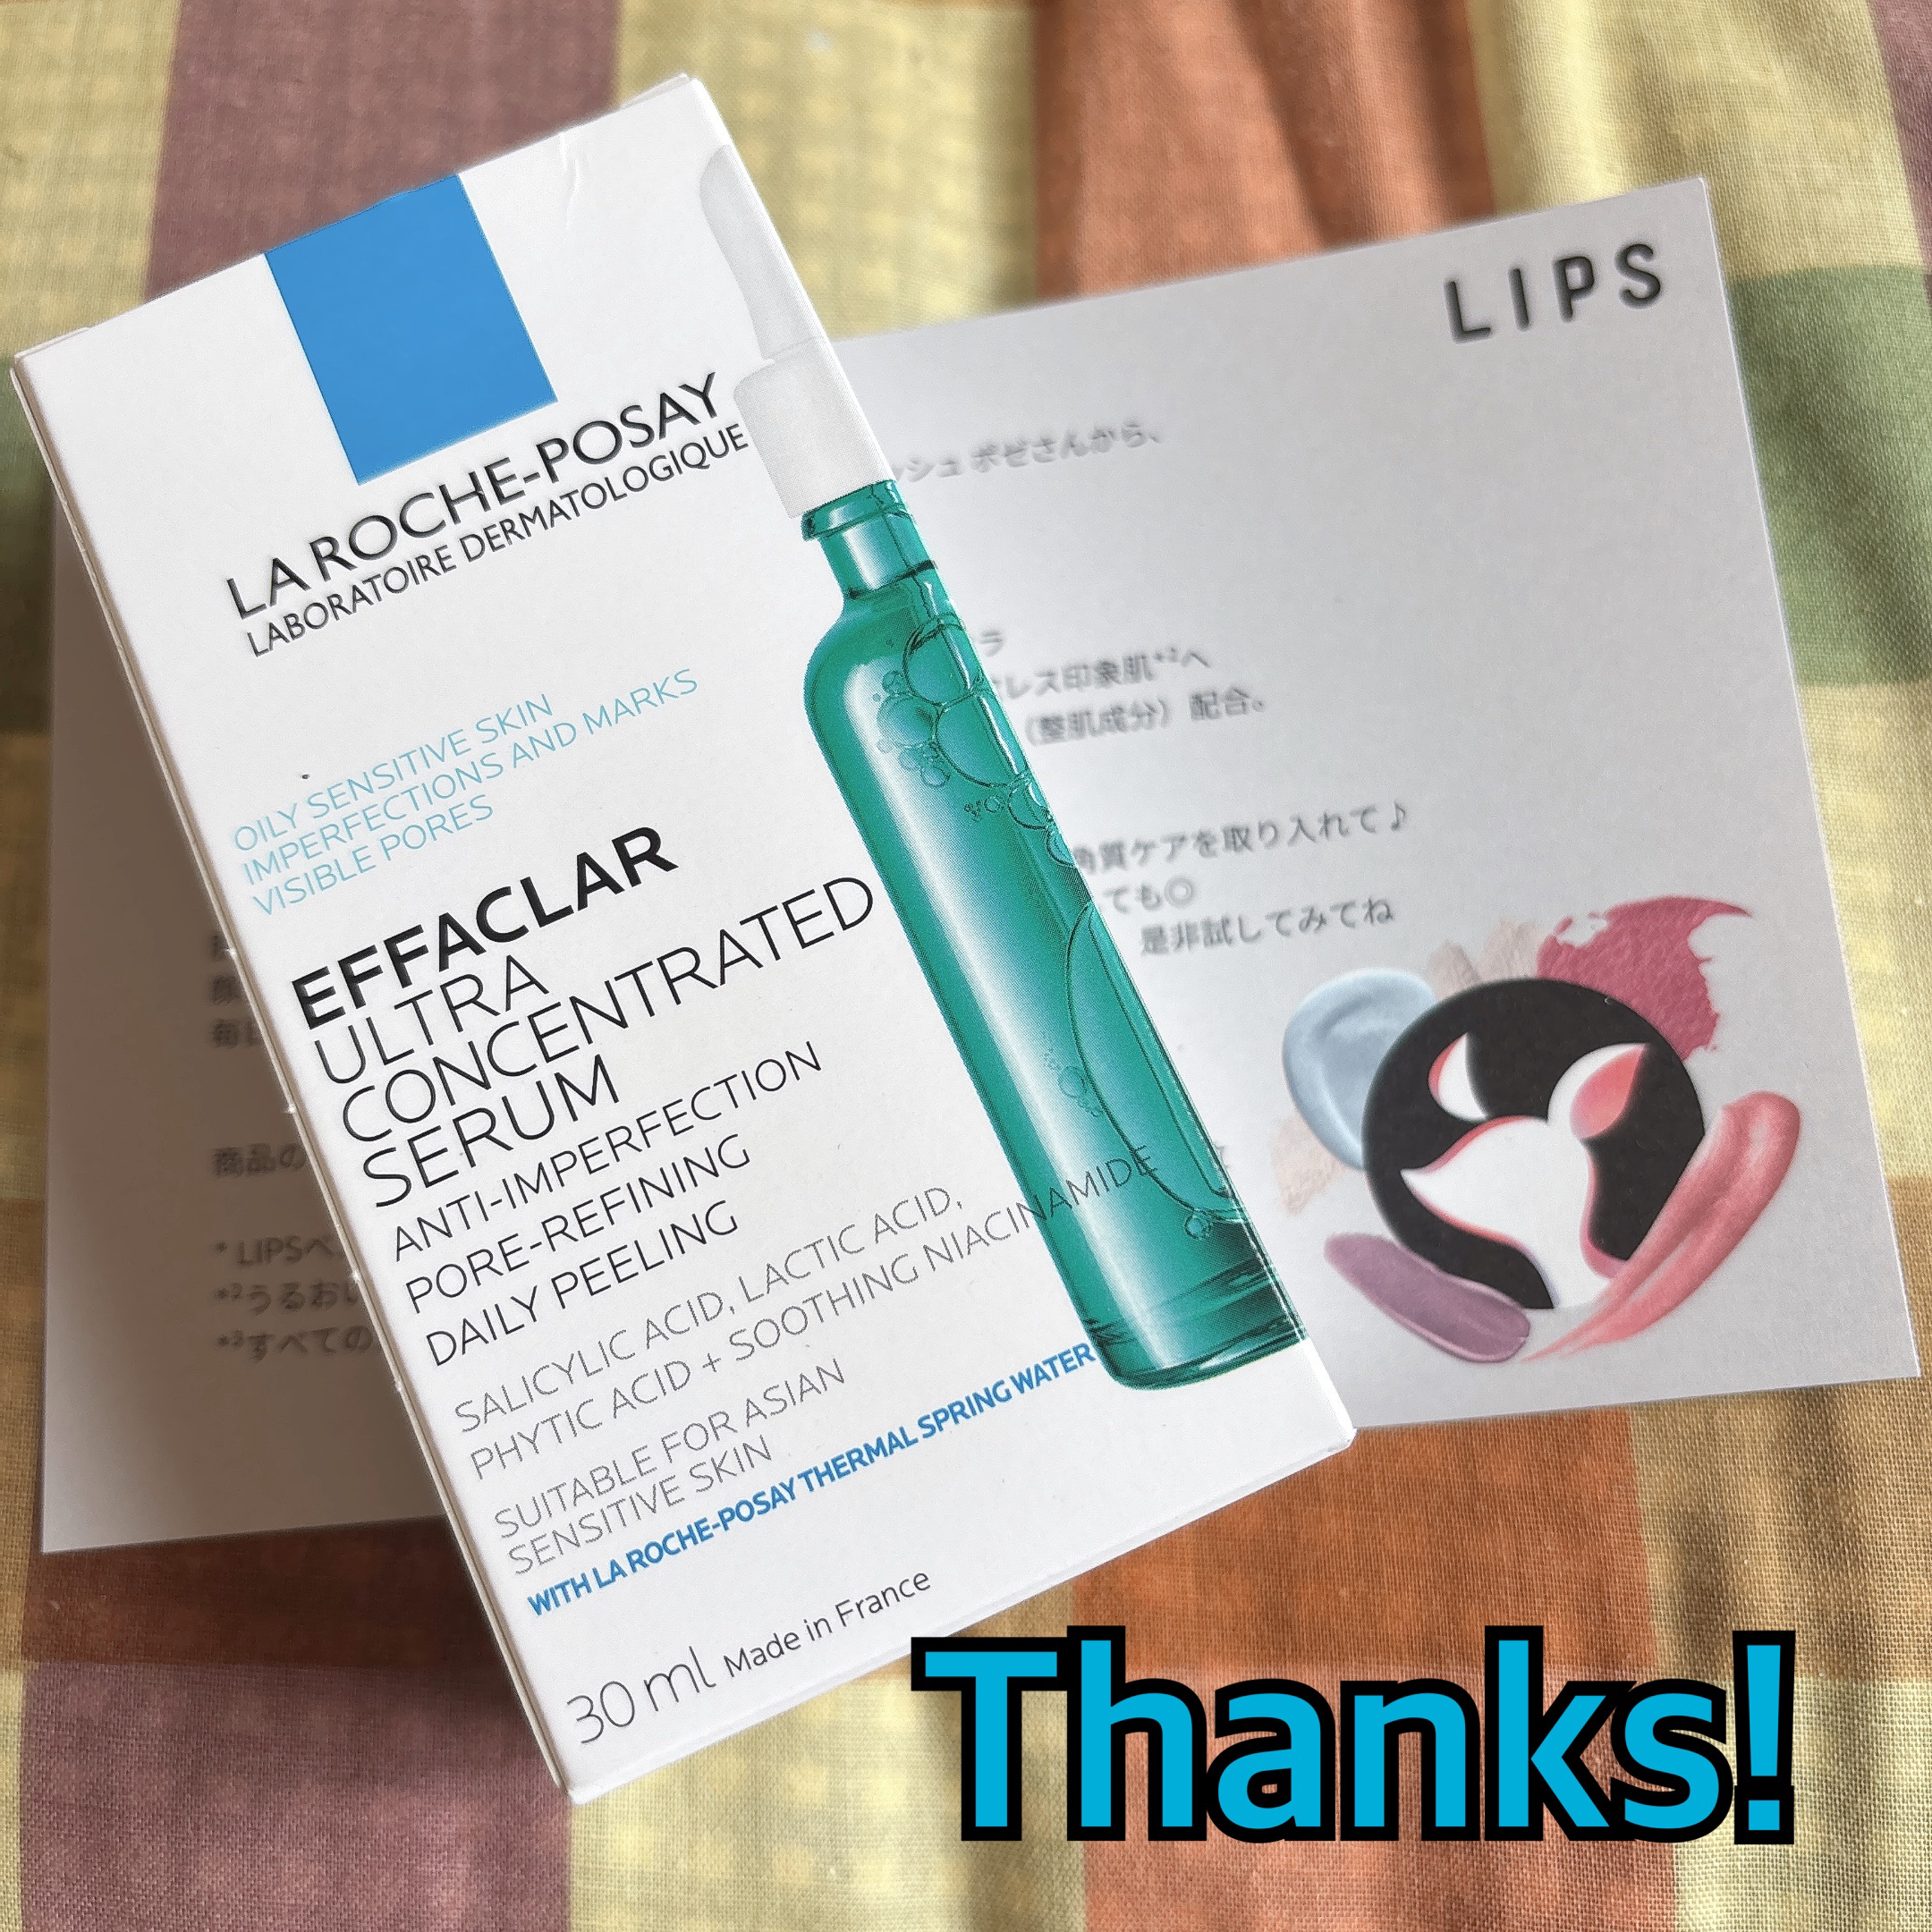 LA ROCHE-POSAY
LABORATOIRE DERMATOLOGIQUE
OILY SENSITIVE SKIN
IMPERFECTIONS AND MARKS
VISIBLE PORES
EFFACLAR
ULTRA
CONCENTRATED
SERUM
ANTI-IMPERFECTION
PORE-REFINING
DAILY PEELING
SALICYLIC ACID, LACTIC ACID,
PHYTIC ACID + SOOTHING NIACINAMIDE
SUITABLE FOR ASIAN
SENSITIVE SKIN
WITH LA ROCHE-POSAY THERMAL SPRING WATER
30 ml Made in France
LIPS
シュ ポゼさんから、
ラ
レス印象肌*²へ
（整肌成分）配合。
角質ケアを取り入れて♪
ても◎
是非試してみてね
商品の
* LIPSベ
*²うるおい
*³すべての
Thanks!